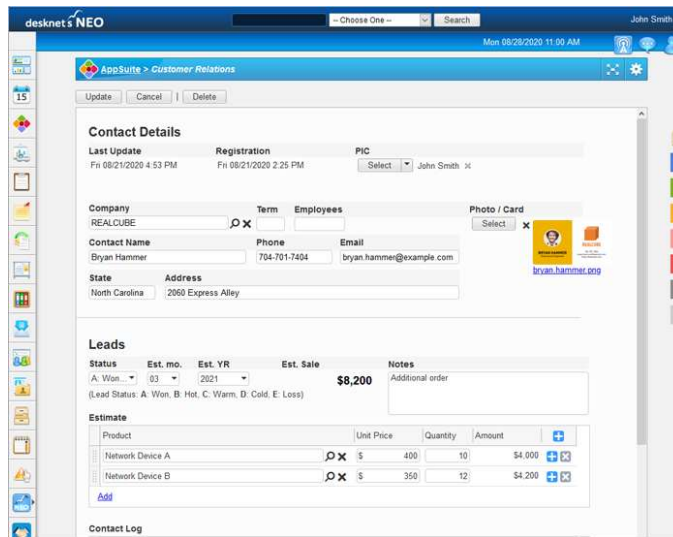 desknet's NEO
-- Choose One -- Search John Smith
Mon 08/28/2020 11:00 AM
AppSuite > Customer Relations
15
Update Cancel | Delete
Contact Details
Last Update Registration PIC
Fri 08/21/2020 4:53 PM Fri 08/21/2020 2:25 PM Select John Smith
Company Term Employees Photo / Card
REALCUBE Select
BRYAN HAMMER REALCUBE
Contact Name Phone Email
Bryan Hammer 704-701-7404 bryan.hammer@example.com
bryan.hammer.png
State Address
North Carolina 2060 Express Alley
Leads
Status Est. mo. Est. YR Est. Sale Notes
A: Won... 03 2021 $8,200 Additional order
(Lead Status: A: Won, B: Hot, C: Warm, D: Cold, E: Loss)
Estimate
Product Unit Price Quantity Amount
Network Device A $ 400 10 $4,000
Network Device B $ 350 12 $4,200
Add
Contact Log
NEO